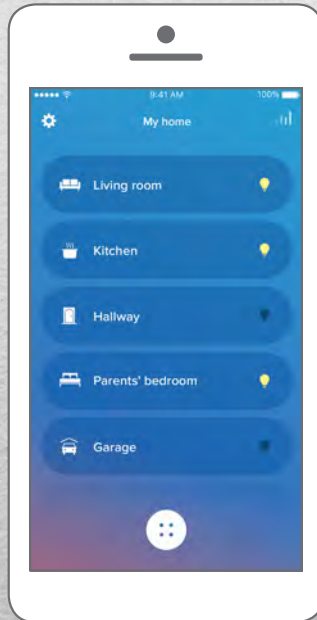 9:41 AM
100%
My home
Living room
Kitchen
Hallway
Parents' bedroom
Garage